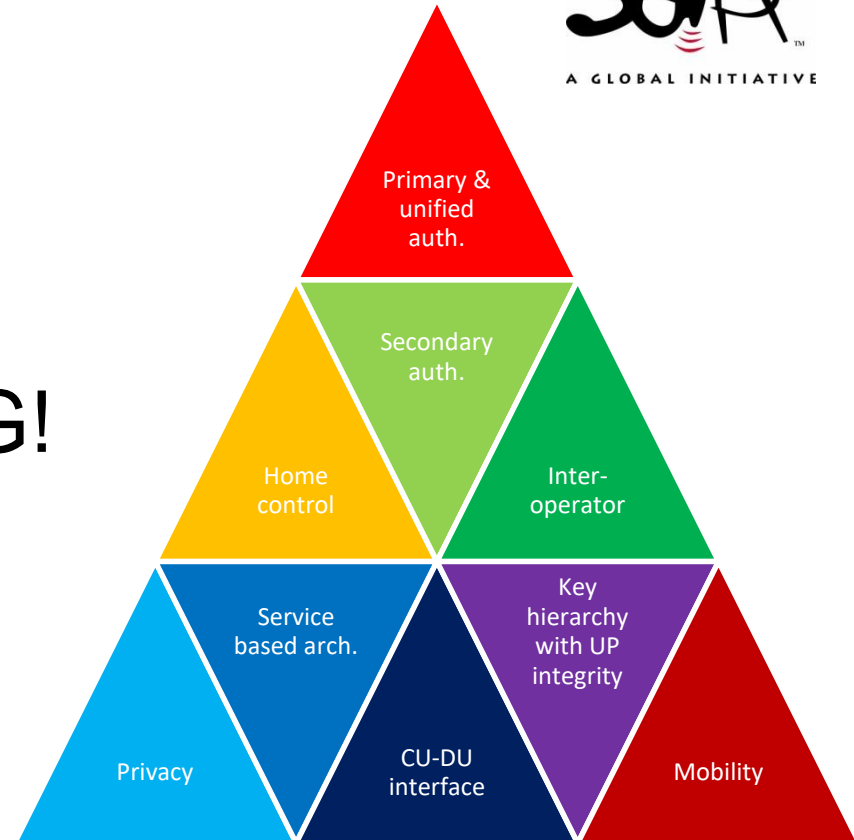 A GLOBAL INITIATIVE
TM
Primary &
unified
auth.
Secondary
auth.
G!
Home
control
Inter-
operator
Service
based arch.
Key
hierarchy
with UP
integrity
Privacy
CU-DU
interface
Mobility